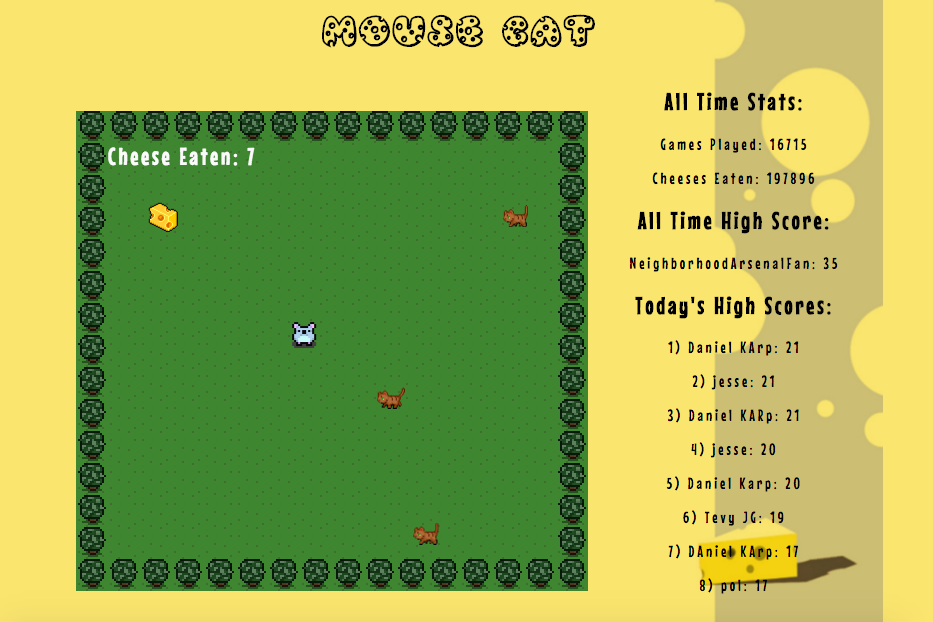 MOUSE CAT
Cheese Eaten: 7
All Time Stats:
Games Played: 16715
Cheeses Eaten: 197896
All Time High Score:
NeighborhoodArsenalFan: 35
Today's High Scores:
1) Daniel KArp: 21
2) jesse: 21
3) Daniel KARp: 21
4) jesse: 20
5) Daniel Karp: 20
6) Tevy JG: 19
7) DAniel KArp: 17
8) pol: 17